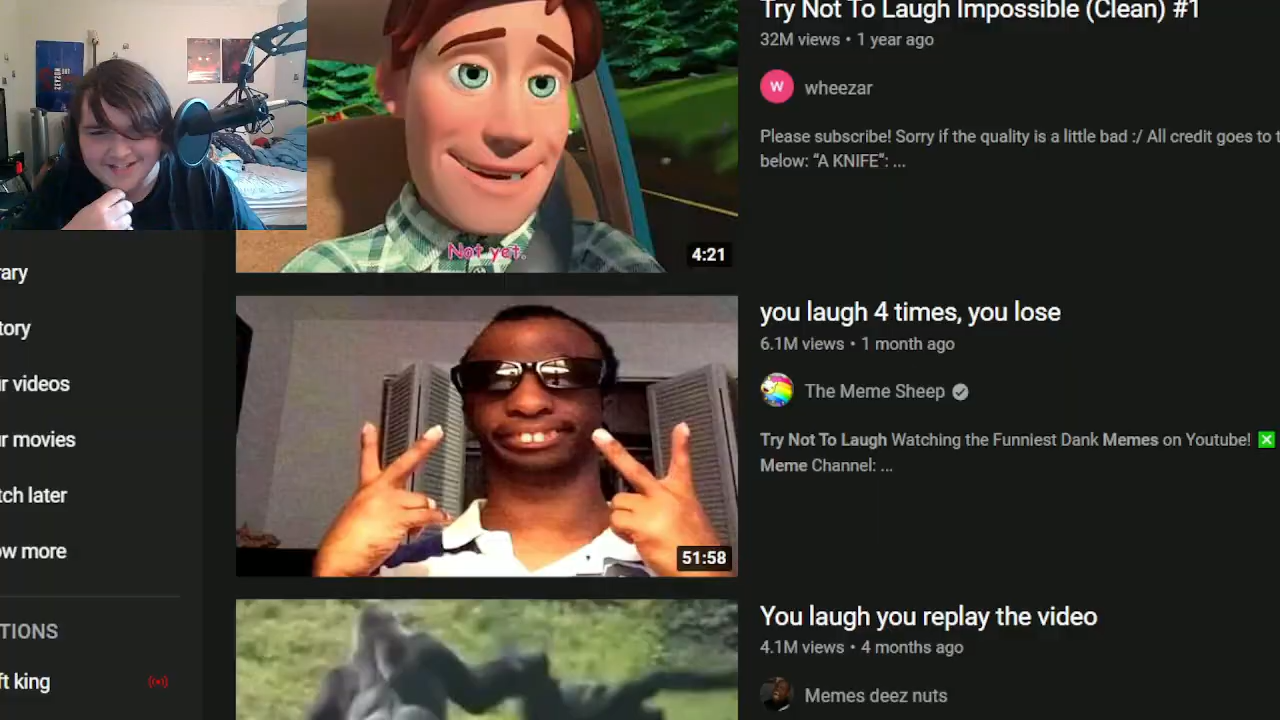 Try Not To Laugh Impossible (Clean) #1
32M views • 1 year ago
W
wheezar
Please subscribe! Sorry if the quality is a little bad :/ All credit goes to t
below: “A KNIFE”: ...
Not yet.
4:21
rary
tory
ur videos
ur movies
tch later
ow more
TIONS
ft king
you laugh 4 times, you lose
6.1M views • 1 month ago
The Meme Sheep
Try Not To Laugh Watching the Funniest Dank Memes on Youtube! ❎
Meme Channel: ...
51:58
You laugh you replay the video
4.1M views • 4 months ago
Memes deez nuts